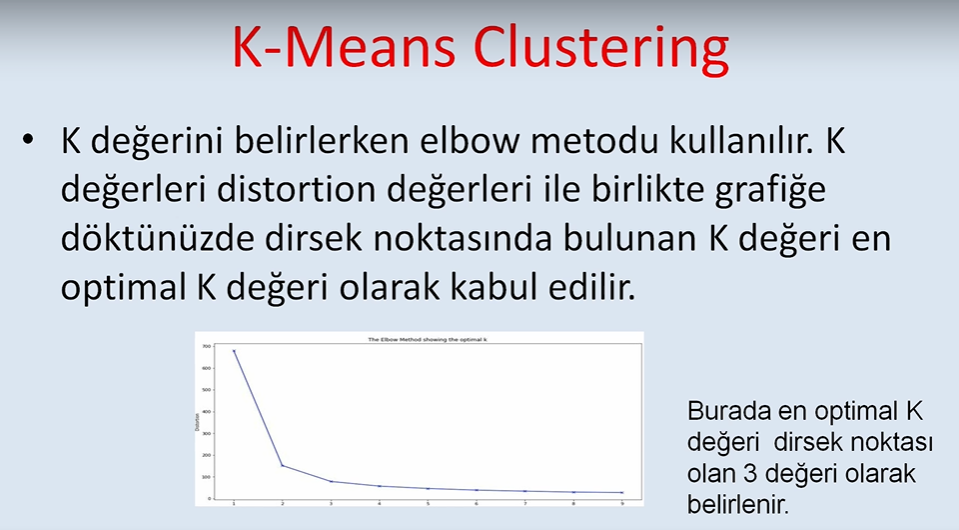 K-Means Clustering
• K değerini belirlerken elbow metodu kullanılır. K
değerleri distortion değerleri ile birlikte grafiğe
döktünüzde dirsek noktasında bulunan K değeri en
optimal K değeri olarak kabul edilir.
The Elbow Method showing the optimal k
Distortion
700
600
500
400
300
200
100
0
1 2 3 4 5 6 7 8 9
Burada en optimal K
değeri dirsek noktası
olan 3 değeri olarak
belirlenir.